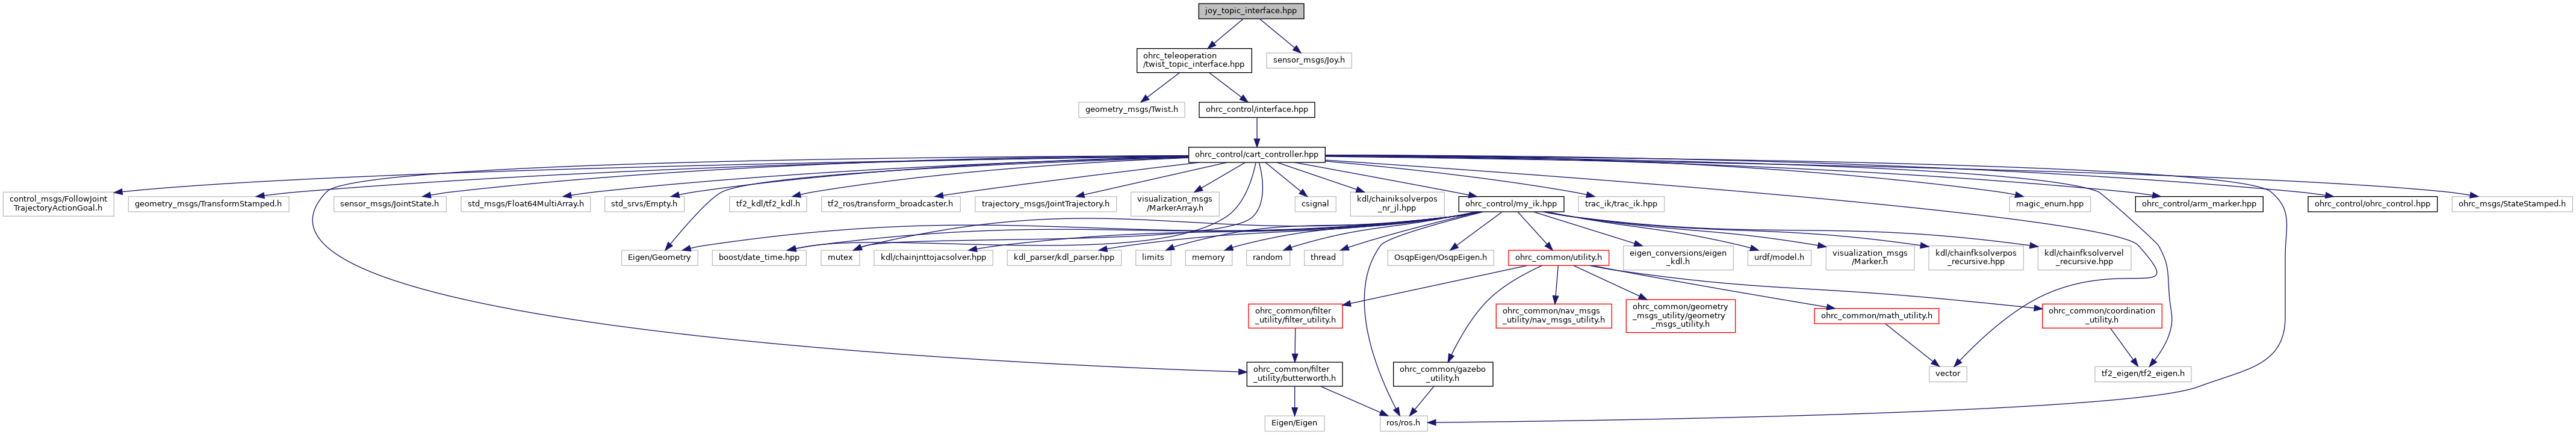 joy_topic_interface.hpp
ohrc_teleoperation
/twist_topic_interface.hpp
sensor_msgs/Joy.h
geometry_msgs/Twist.h
ohrc_control/interface.hpp
ohrc_control/cart_controller.hpp
control_msgs/FollowJoint
TrajectoryActionGoal.h
geometry_msgs/TransformStamped.h
sensor_msgs/JointState.h
std_msgs/Float64MultiArray.h
std_srvs/Empty.h
tf2_kdl/tf2_kdl.h
tf2_ros/transform_broadcaster.h
trajectory_msgs/JointTrajectory.h
visualization_msgs
/MarkerArray.h
csignal
kdl/chainiksolverpos
_nr_jl.hpp
ohrc_control/my_ik.hpp
trac_ik/trac_ik.hpp
magic_enum.hpp
ohrc_control/arm_marker.hpp
ohrc_control/ohrc_control.hpp
ohrc_msgs/StateStamped.h
Eigen/Geometry
boost/date_time.hpp
mutex
kdl/chainjnttojacsolver.hpp
kdl_parser/kdl_parser.hpp
limits
memory
random
thread
OsqpEigen/OsqpEigen.h
ohrc_common/utility.h
eigen_conversions/eigen
_kdl.h
urdf/model.h
visualization_msgs
/Marker.h
kdl/chainfksolverpos
_recursive.hpp
kdl/chainfksolvervel
_recursive.hpp
ohrc_common/filter
_utility/filter_utility.h
ohrc_common/nav_msgs
_utility/nav_msgs_utility.h
ohrc_common/geometry
_msgs_utility/geometry
_msgs_utility.h
ohrc_common/math_utility.h
ohrc_common/coordination
_utility.h
ohrc_common/filter
_utility/butterworth.h
ohrc_common/gazebo
_utility.h
vector
tf2_eigen/tf2_eigen.h
Eigen/Eigen
ros/ros.h